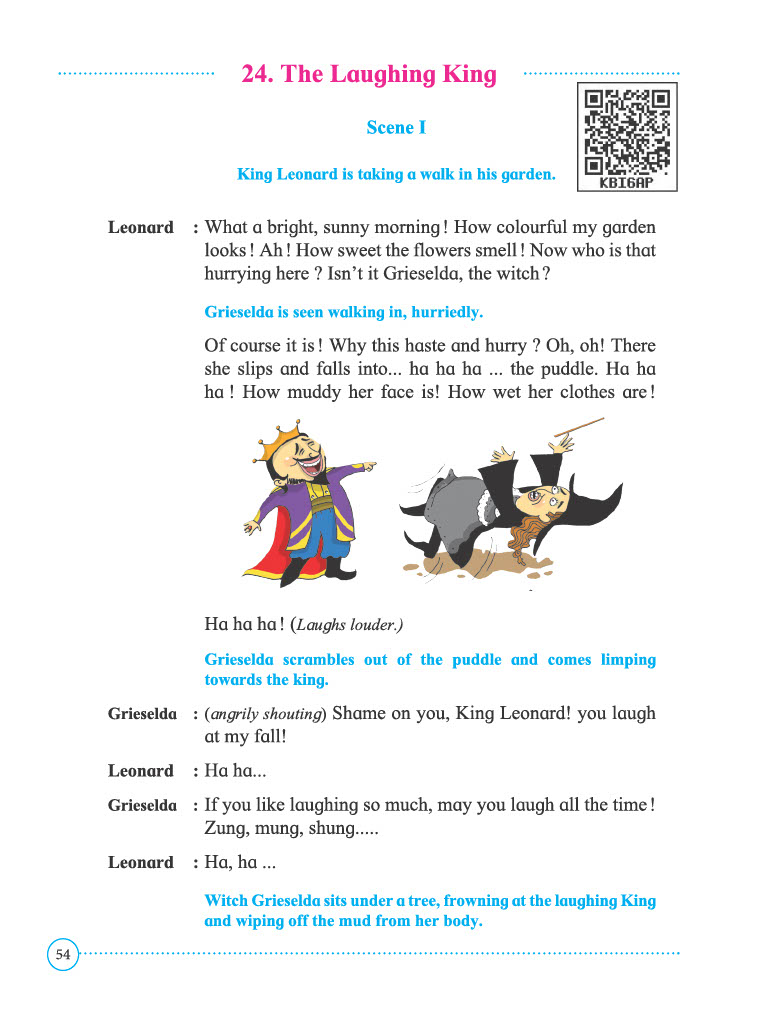 24. The Laughing King
Scene I
KBI6AP
King Leonard is taking a walk in his garden.
Leonard : What a bright, sunny morning! How colourful my garden
looks! Ah! How sweet the flowers smell! Now who is that
hurrying here ? Isn't it Grieselda, the witch?
Grieselda is seen walking in, hurriedly.
Of course it is! Why this haste and hurry ? Oh, oh! There
she slips and falls into... ha ha ha ... the puddle. Ha ha
ha ! How muddy her face is! How wet her clothes are!
Ha ha ha! (Laughs louder.)
Grieselda scrambles out of the puddle and comes limping
towards the king.
Grieselda : (angrily shouting) Shame on you, King Leonard! you laugh
at my fall!
Leonard : Ha ha...
Grieselda : If you like laughing so much, may you laugh all the time!
Zung, mung, shung.....
Leonard : Ha, ha ...
Witch Grieselda sits under a tree, frowning at the laughing King
and wiping off the mud from her body.
54